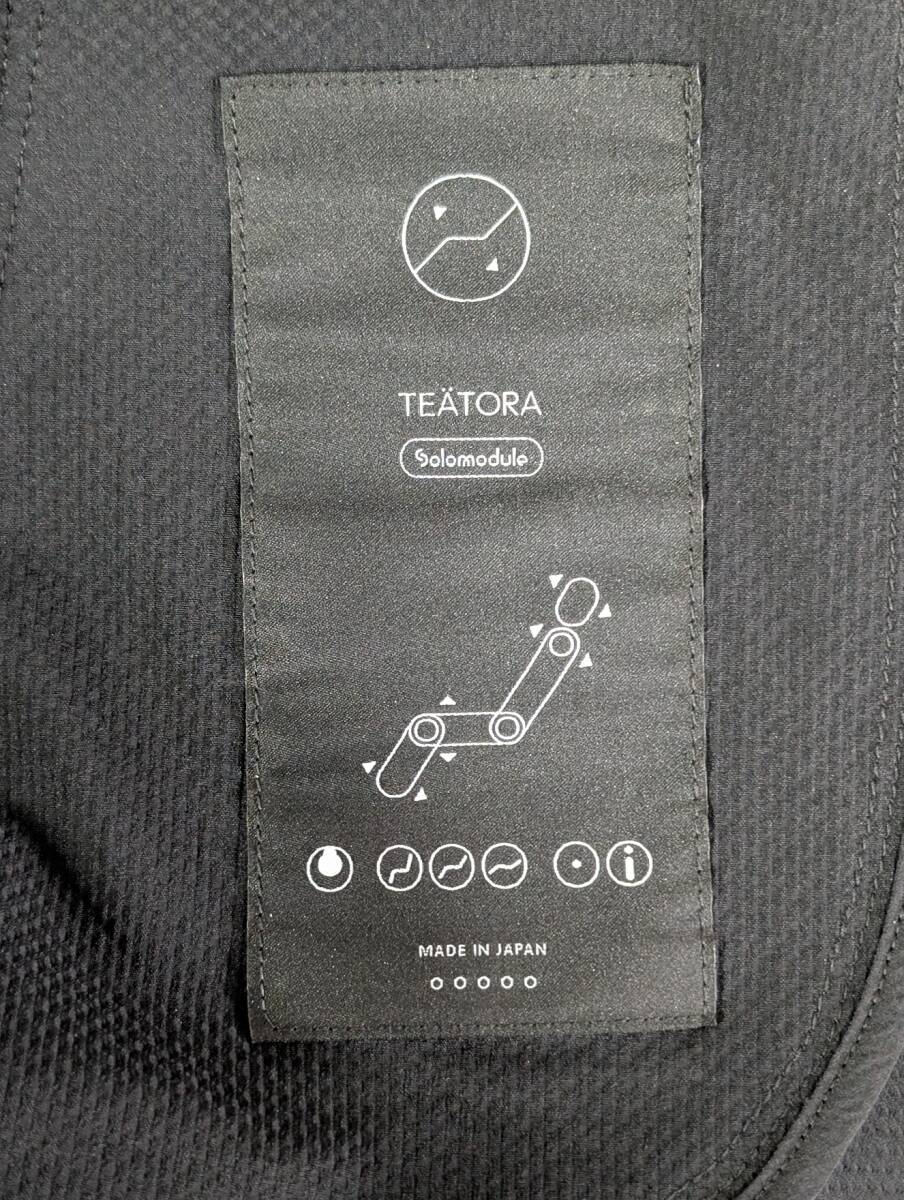 TEÄTORA
Solomodule
i
MADE IN JAPAN